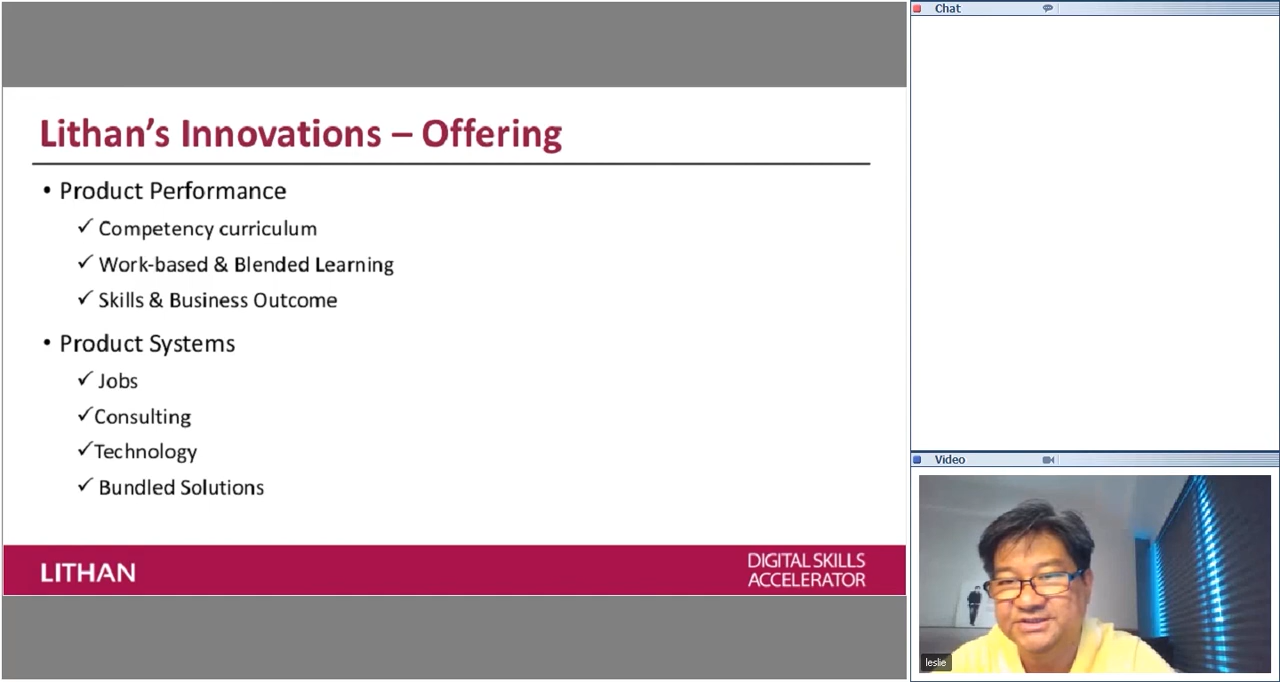 Lithan’s Innovations – Offering
• Product Performance
✓ Competency curriculum
✓ Work-based & Blended Learning
✓ Skills & Business Outcome
• Product Systems
✓ Jobs
✓Consulting
✓Technology
✓ Bundled Solutions
LITHAN
DIGITAL SKILLS
ACCELERATOR
Chat
Video
leslie